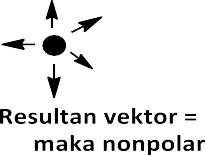 Resultan vektor =
maka nonpolar